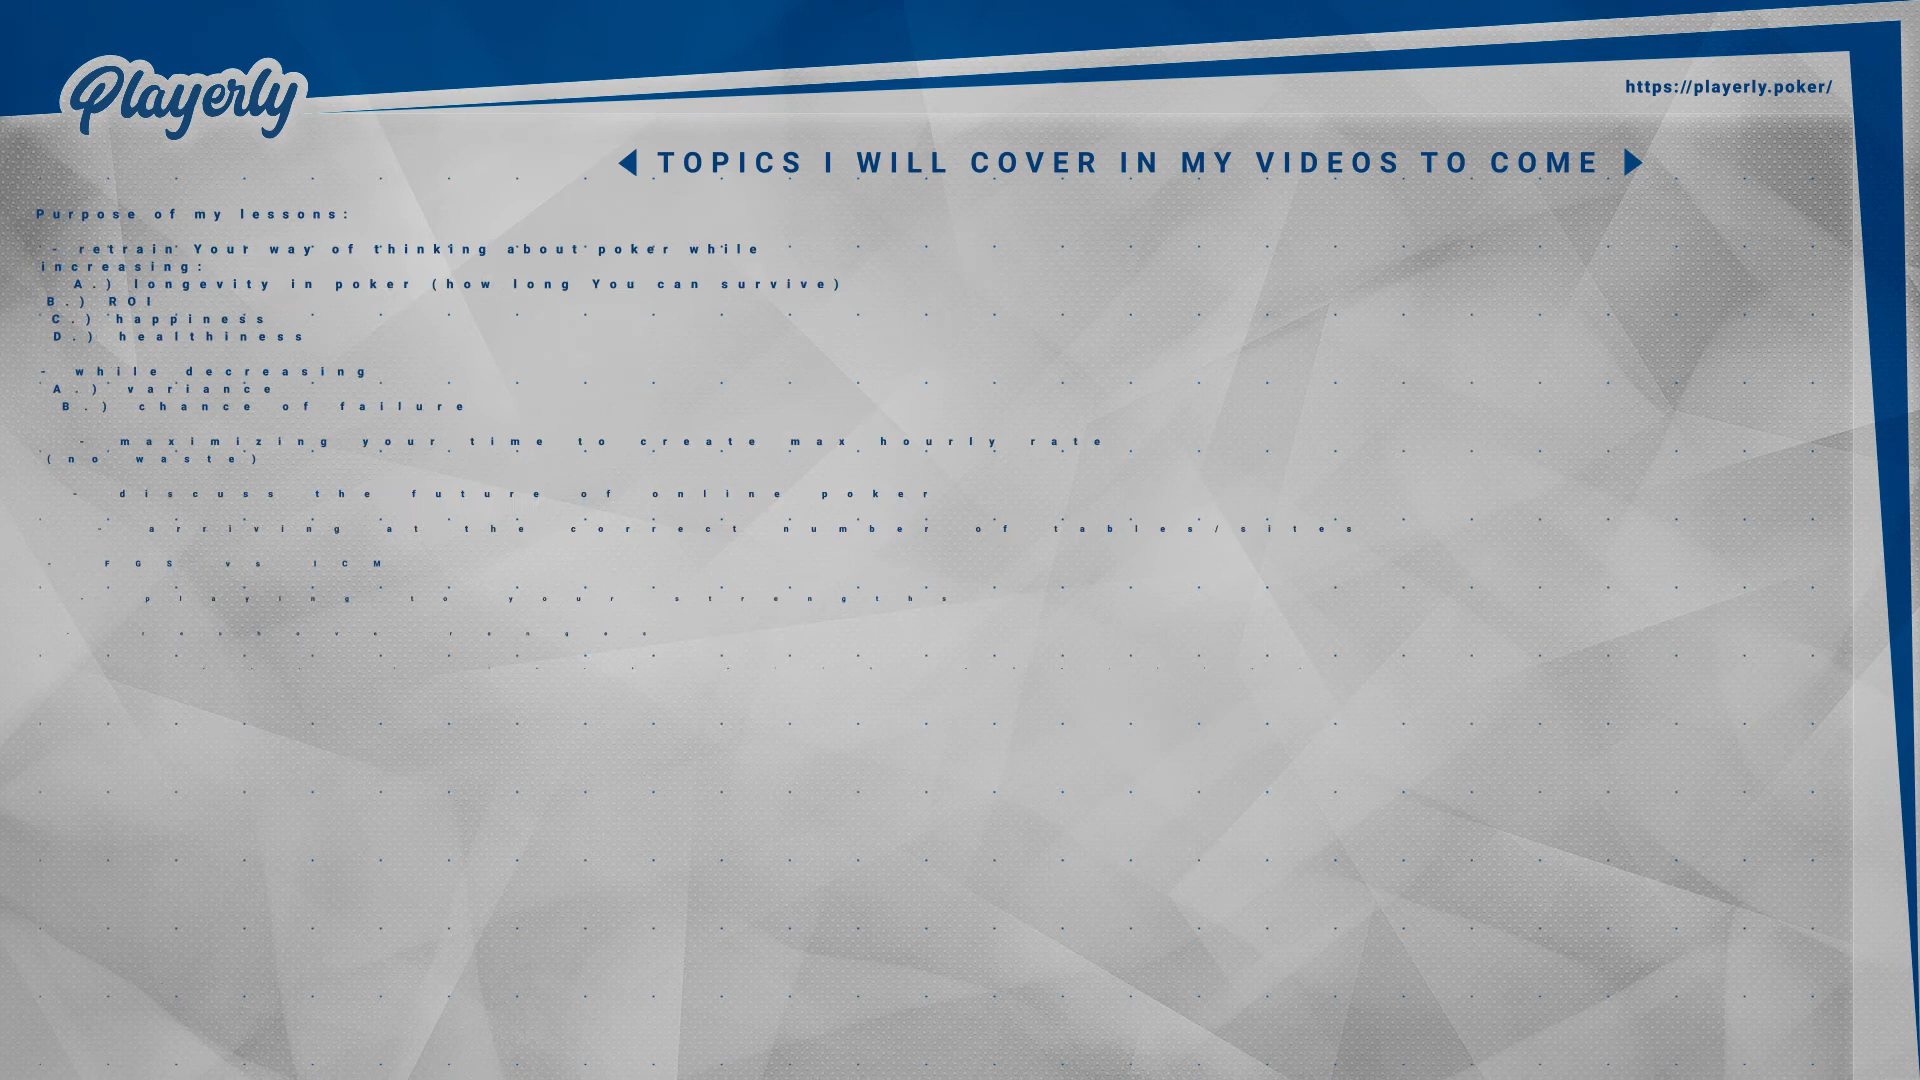 Playerly
https://playerly.poker/
TOPICS I WILL COVER IN MY VIDEOS TO COME
Purpose of my lessons:
- retrain Your way of thinking about poker while
increasing:
A.) longevity in poker (how long You can survive)
B.) ROI
C.) happiness
D.) healthiness
- while decreasing
A.) variance
B.) chance of failure
- maximizing your time to create max hourly rate
(no waste)
- discuss the future of online poker
- arriving at the correct number of tables/sites
- FGS vs ICM
- playing to your strengths
- reshove ranges